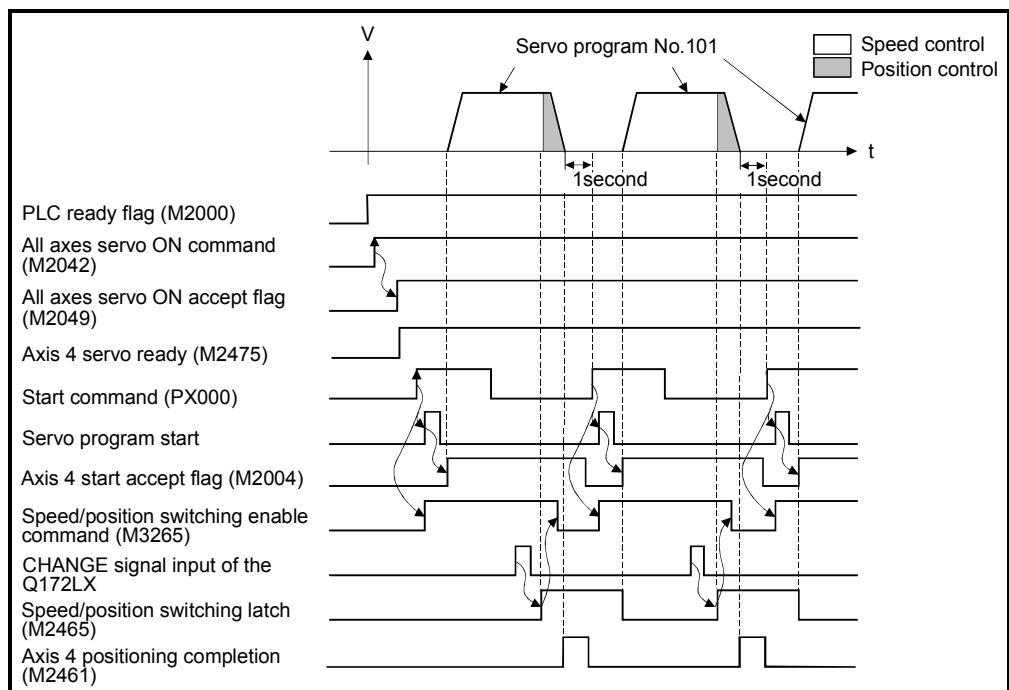 V
Servo program No.101
Speed control
Position control
t
1second
1second
PLC ready flag (M2000)
All axes servo ON command
(M2042)
All axes servo ON accept flag
(M2049)
Axis 4 servo ready (M2475)
Start command (PX000)
Servo program start
Axis 4 start accept flag (M2004)
Speed/position switching enable
command (M3265)
CHANGE signal input of the
Q172LX
Speed/position switching latch
(M2465)
Axis 4 positioning completion
(M2461)